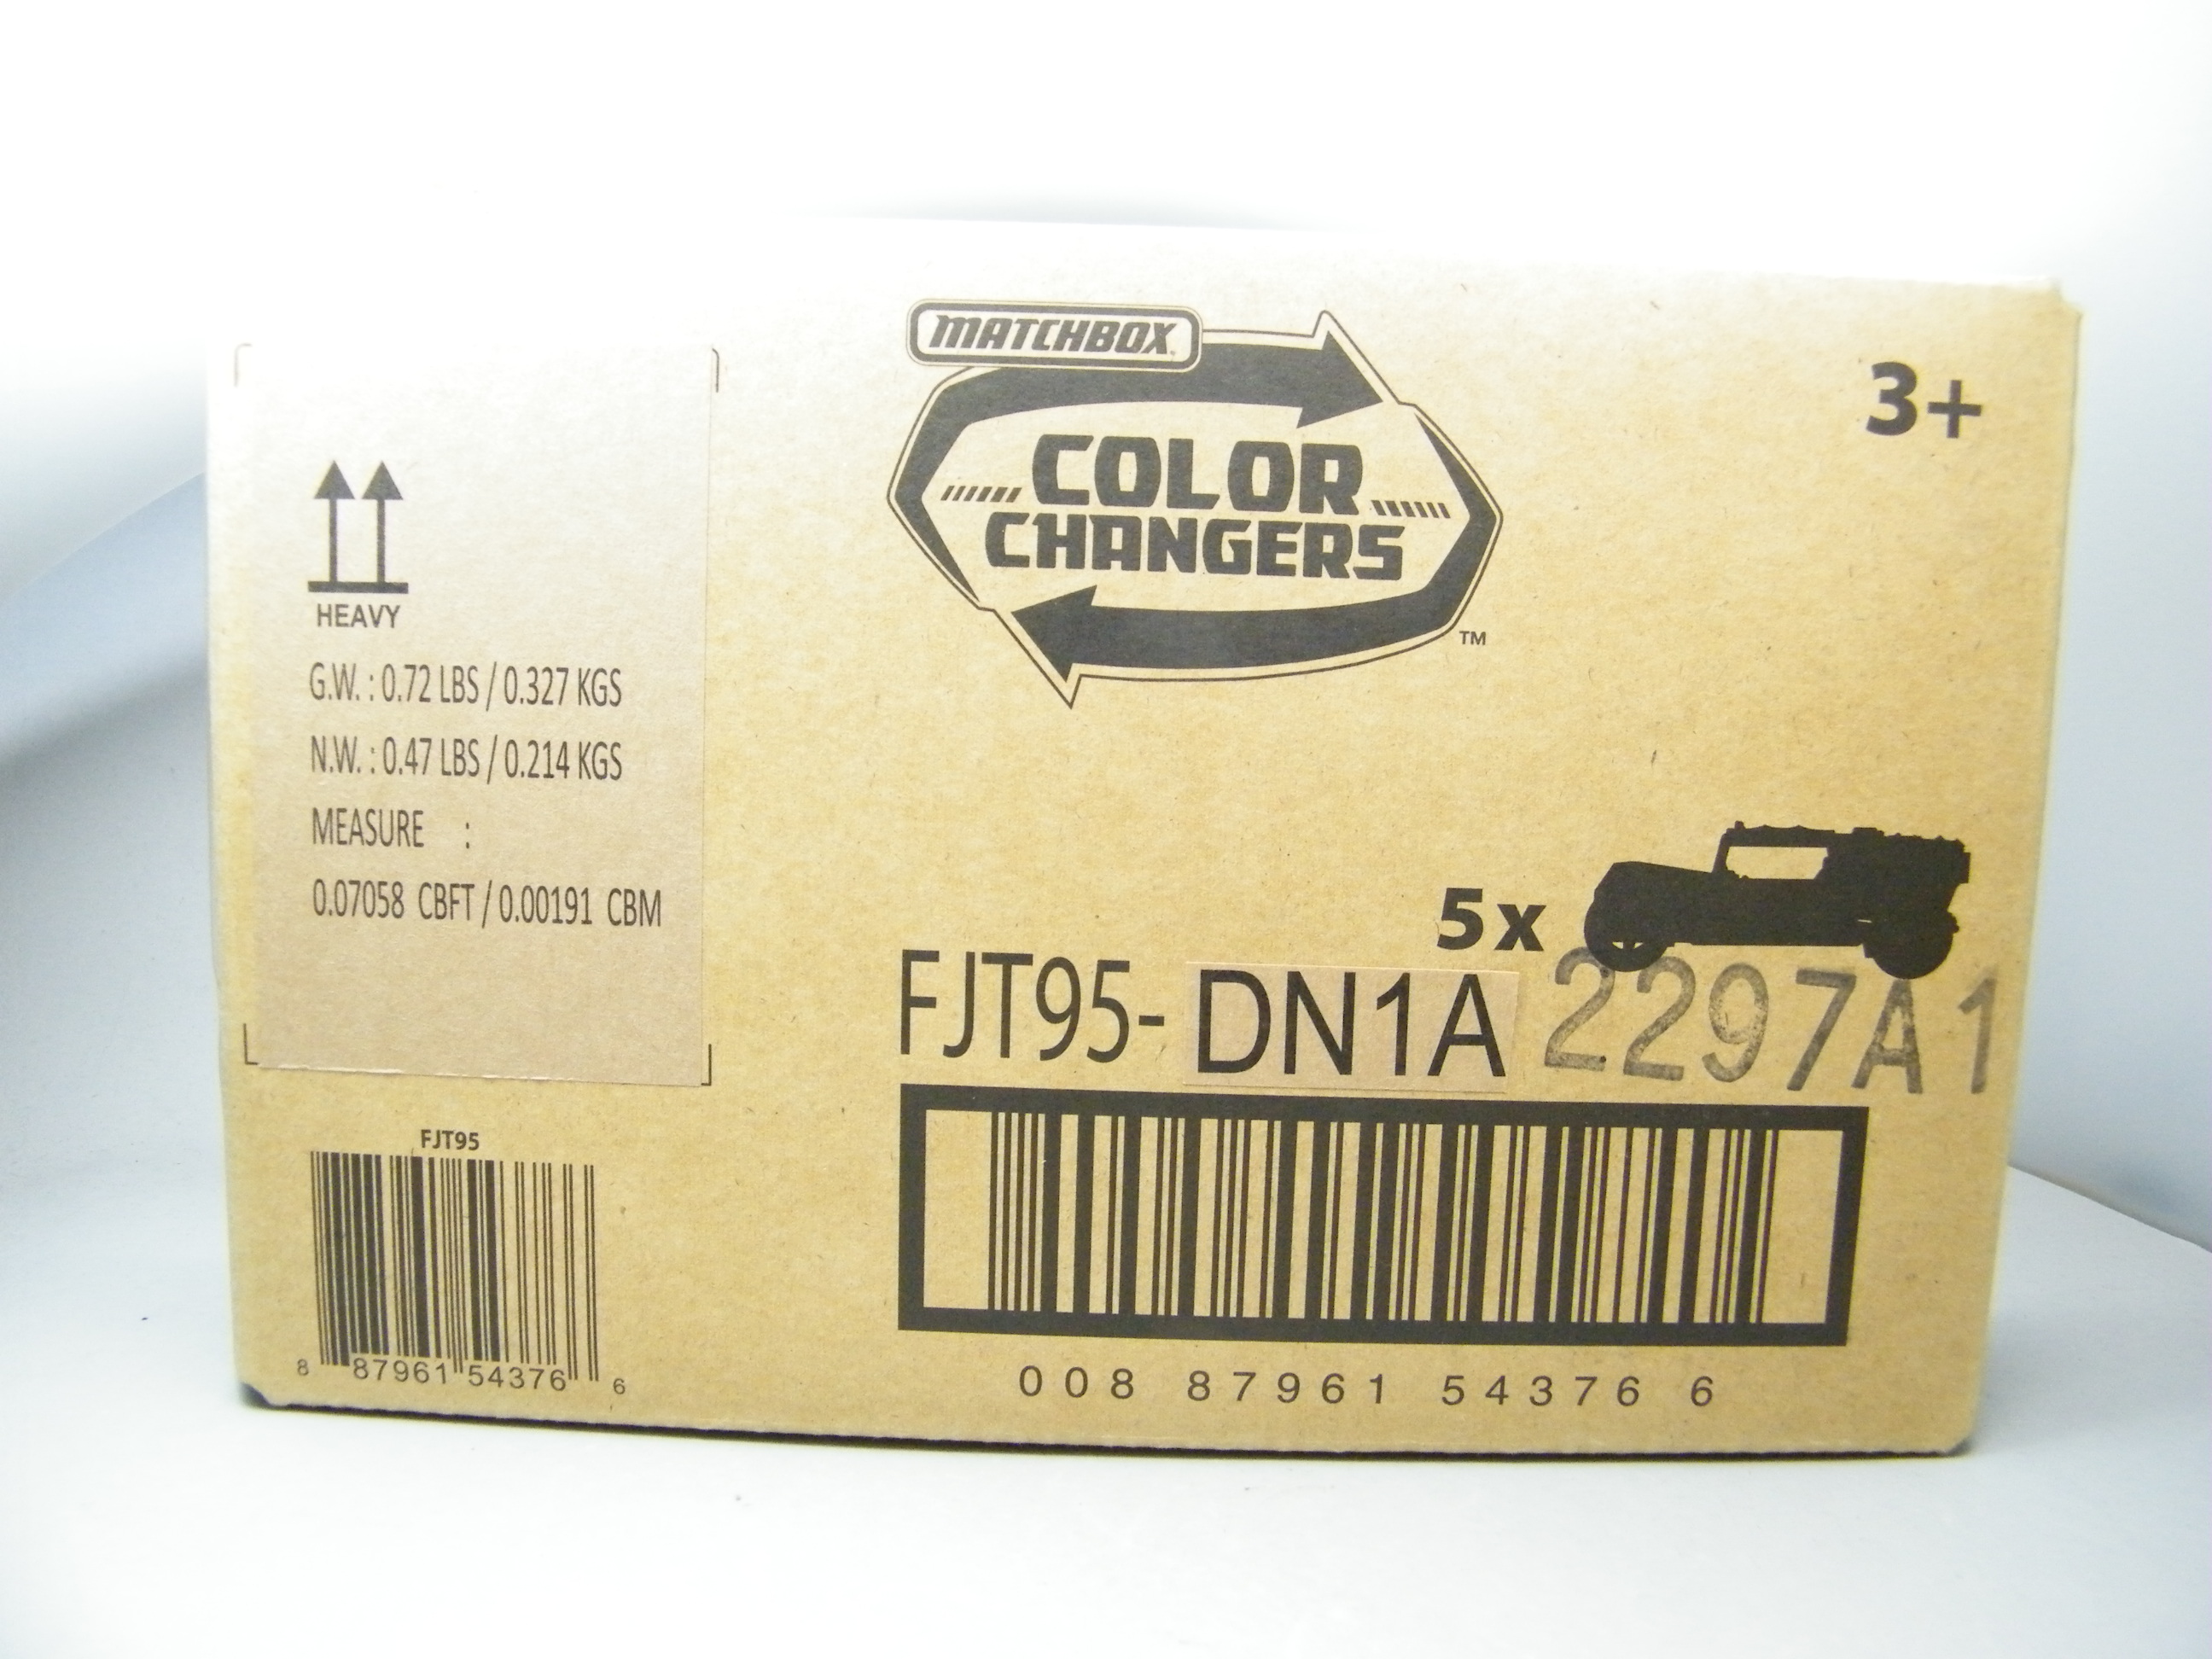 MATCHBOX
COLOR
CHANGERS
TM
3+
HEAVY
G.W. : 0.72 LBS / 0.327 KGS
N.W. : 0.47 LBS / 0.214 KGS
MEASURE :
0.07058 CBFT / 0.00191 CBM
5x
FJT95- DN1A 2297A1
FJT95
8 87961 54376 6
008 87961 54376 6